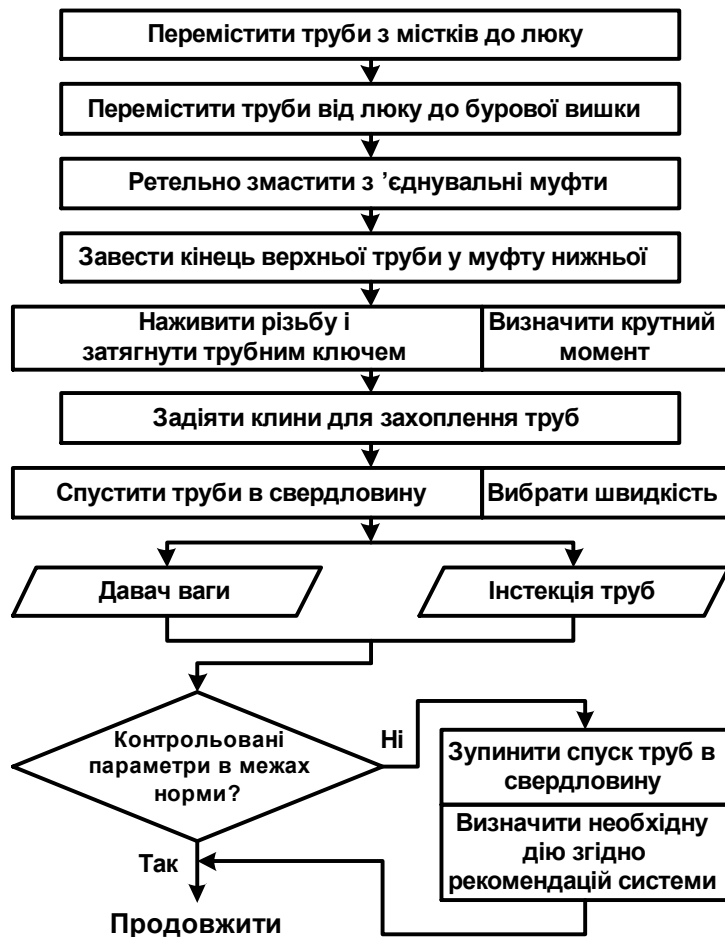 Перемістити труби з містків до люку
Перемістити труби від люку до бурової вишки
Ретельно змастити з ’єднувальні муфти
Завести кінець верхньої труби у муфту нижньої
Наживити різьбу і
затягнути трубним ключем
Визначити крутний
момент
Задіяти клини для захоплення труб
Спустити труби в свердловину
Вибрати швидкість
Давач ваги
Інстекція труб
Контрольовані
параметри в межах
норми?
Ні
Зупинити спуск труб в
свердловину
Визначити необхідну
дію згідно
рекомендацій системи
Так
Продовжити